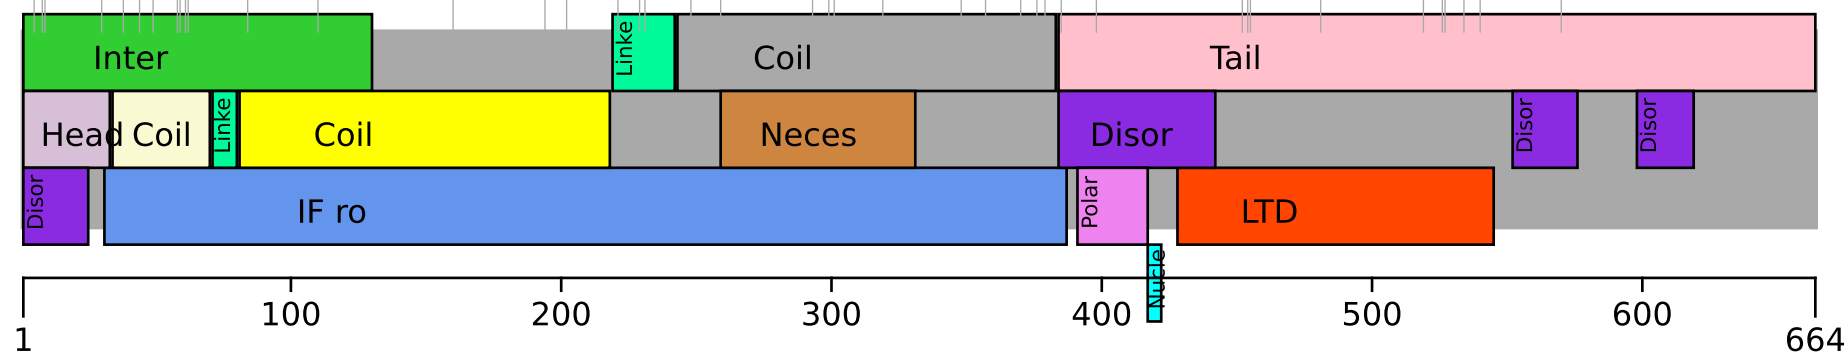 Inter Linke Coil Tail
Head Coil Linke Coil Neces Disor Disor Disor
Disor IF ro Polar LTD
Nucle
100 200 300 400 500 600
1 664